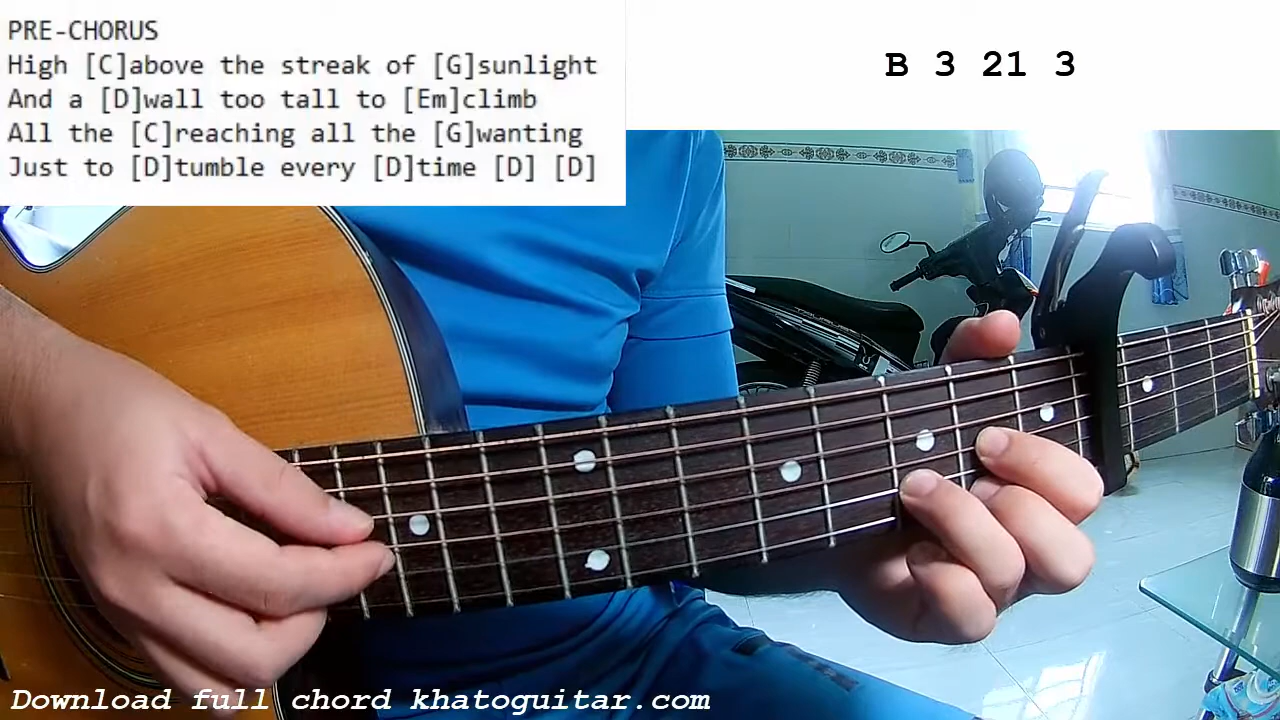 PRE-CHORUS
High [C]above the streak of [G]sunlight
And a [D]wall too tall to [Em]climb
All the [C]reaching all the [G]wanting
Just to [D]tumble every [D]time [D] [D]
B 3 21 3
Download full chord khatoguitar.com